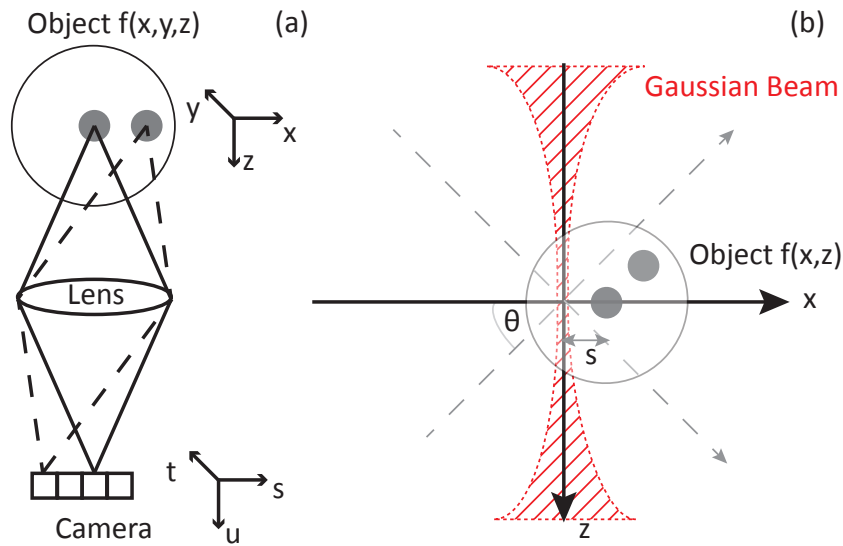 Object f(x,y,z)
(a)
y
x
z
Lens
t
s
u
Camera
(b)
Gaussian Beam
Object f(x,z)
x
θ
s
z